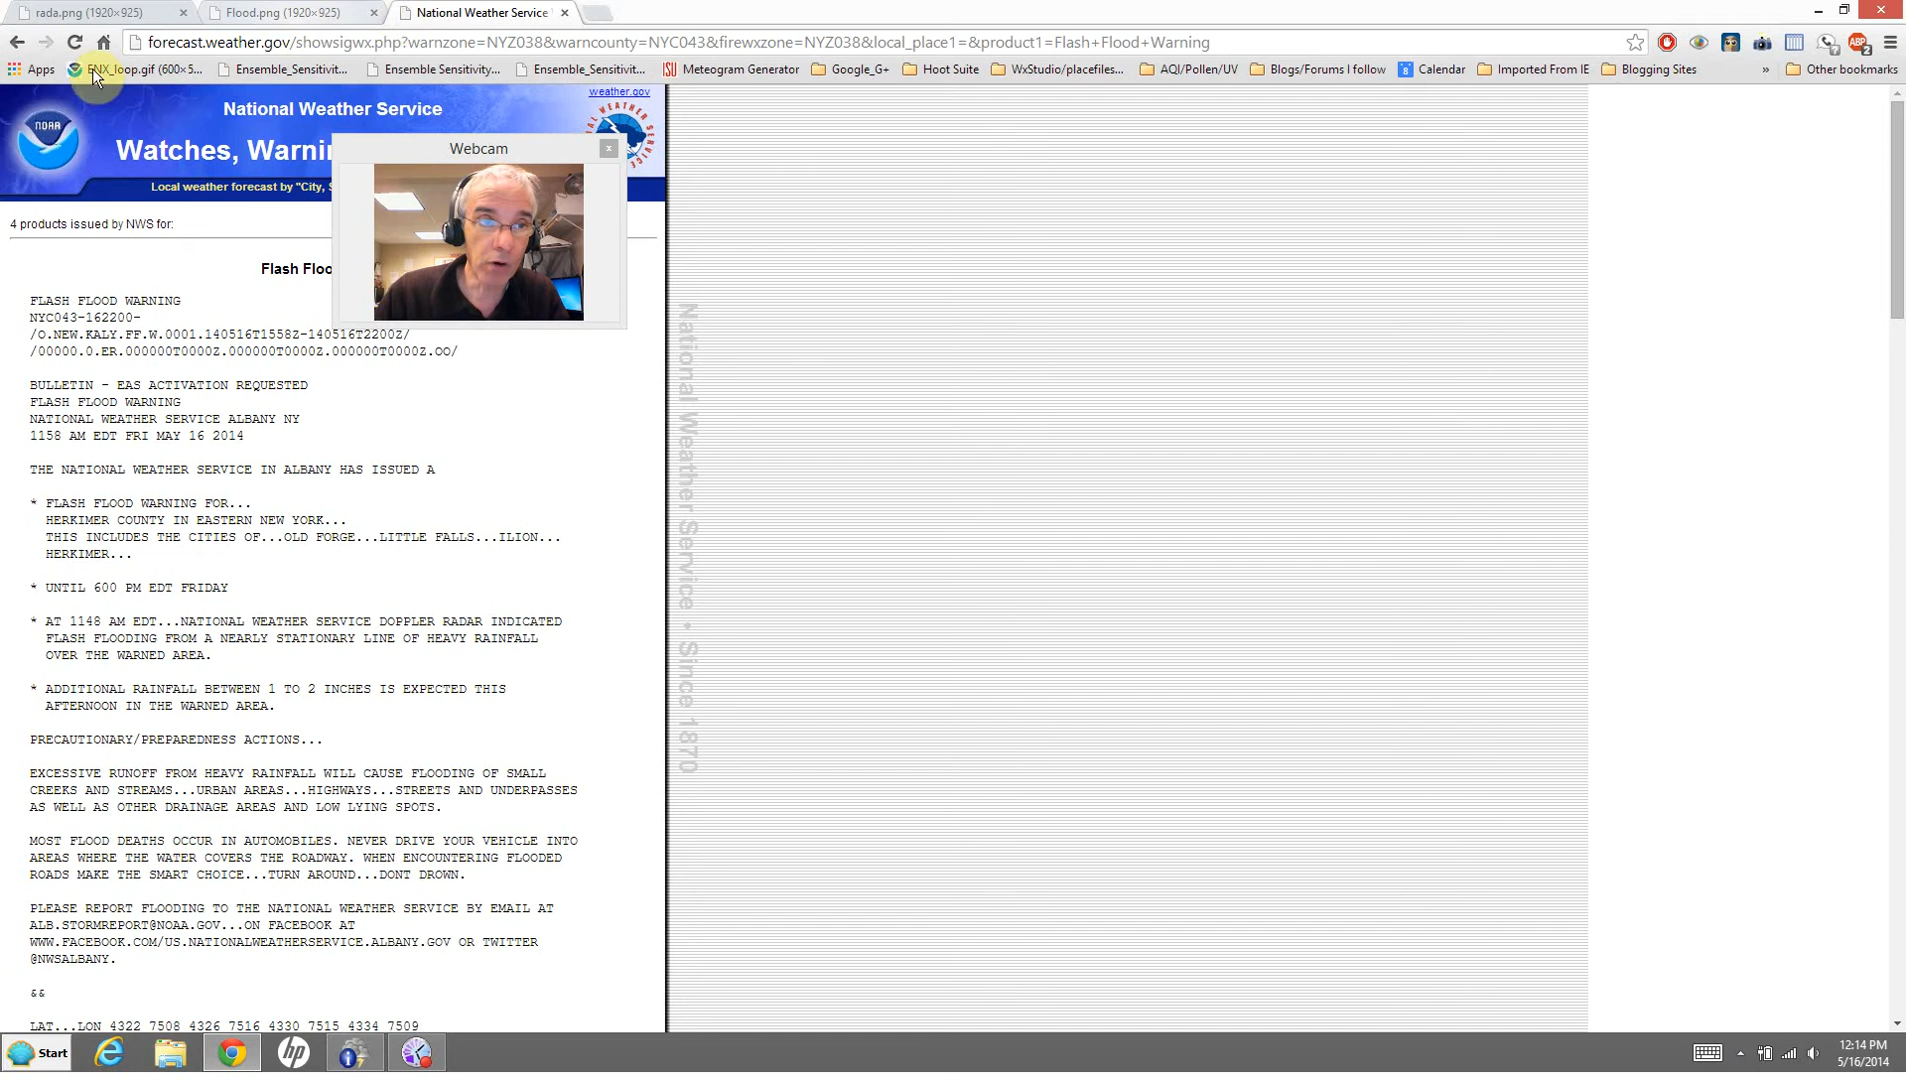 rada.png (1920×925)
Flood.png (1920×925)
National Weather Service
forecast.weather.gov/showsigwx.php?warnzone=NYZ038&warncounty=NYC043&firewxzone=NYZ038&local_place1=&product1=Flash+Flood+Warning
Apps
ENX_loop.gif (600×5...
Ensemble_Sensitivit...
Ensemble Sensitivity...
Ensemble_Sensitivit...
Meteogram Generator
Google_G+
Hoot Suite
WxStudio/placefiles...
AQI/Pollen/UV
Blogs/Forums I follow
Calendar
Imported From IE
Blogging Sites
»
Other bookmarks
weather.gov
National Weather Service
NOAA
Watches, Warnin
Local weather forecast by "City, S
Webcam
4 products issued by NWS for:
Flash Floo
FLASH FLOOD WARNING
NYC043-162200-
/O.NEW.KALY.FF.W.0001.140516T1558Z-140516T2200Z/
/00000.0.ER.000000T0000Z.000000T0000Z.000000T0000Z.OO/
BULLETIN - EAS ACTIVATION REQUESTED
FLASH FLOOD WARNING
NATIONAL WEATHER SERVICE ALBANY NY
1158 AM EDT FRI MAY 16 2014
THE NATIONAL WEATHER SERVICE IN ALBANY HAS ISSUED A
* FLASH FLOOD WARNING FOR...
HERKIMER COUNTY IN EASTERN NEW YORK...
THIS INCLUDES THE CITIES OF...OLD FORGE...LITTLE FALLS...ILION...
HERKIMER...
* UNTIL 600 PM EDT FRIDAY
* AT 1148 AM EDT...NATIONAL WEATHER SERVICE DOPPLER RADAR INDICATED
FLASH FLOODING FROM A NEARLY STATIONARY LINE OF HEAVY RAINFALL
OVER THE WARNED AREA.
* ADDITIONAL RAINFALL BETWEEN 1 TO 2 INCHES IS EXPECTED THIS
AFTERNOON IN THE WARNED AREA.
PRECAUTIONARY/PREPAREDNESS ACTIONS...
EXCESSIVE RUNOFF FROM HEAVY RAINFALL WILL CAUSE FLOODING OF SMALL
CREEKS AND STREAMS...URBAN AREAS...HIGHWAYS...STREETS AND UNDERPASSES
AS WELL AS OTHER DRAINAGE AREAS AND LOW LYING SPOTS.
MOST FLOOD DEATHS OCCUR IN AUTOMOBILES. NEVER DRIVE YOUR VEHICLE INTO
AREAS WHERE THE WATER COVERS THE ROADWAY. WHEN ENCOUNTERING FLOODED
ROADS MAKE THE SMART CHOICE...TURN AROUND...DONT DROWN.
PLEASE REPORT FLOODING TO THE NATIONAL WEATHER SERVICE BY EMAIL AT
ALB.STORMREPORT@NOAA.GOV...ON FACEBOOK AT
WWW.FACEBOOK.COM/US.NATIONALWEATHERSERVICE.ALBANY.GOV OR TWITTER
@NWSALBANY.
&&
LAT...LON 4322 7508 4326 7516 4330 7515 4334 7509
National Weather Service • Since 1870
Start
12:14 PM
5/16/2014